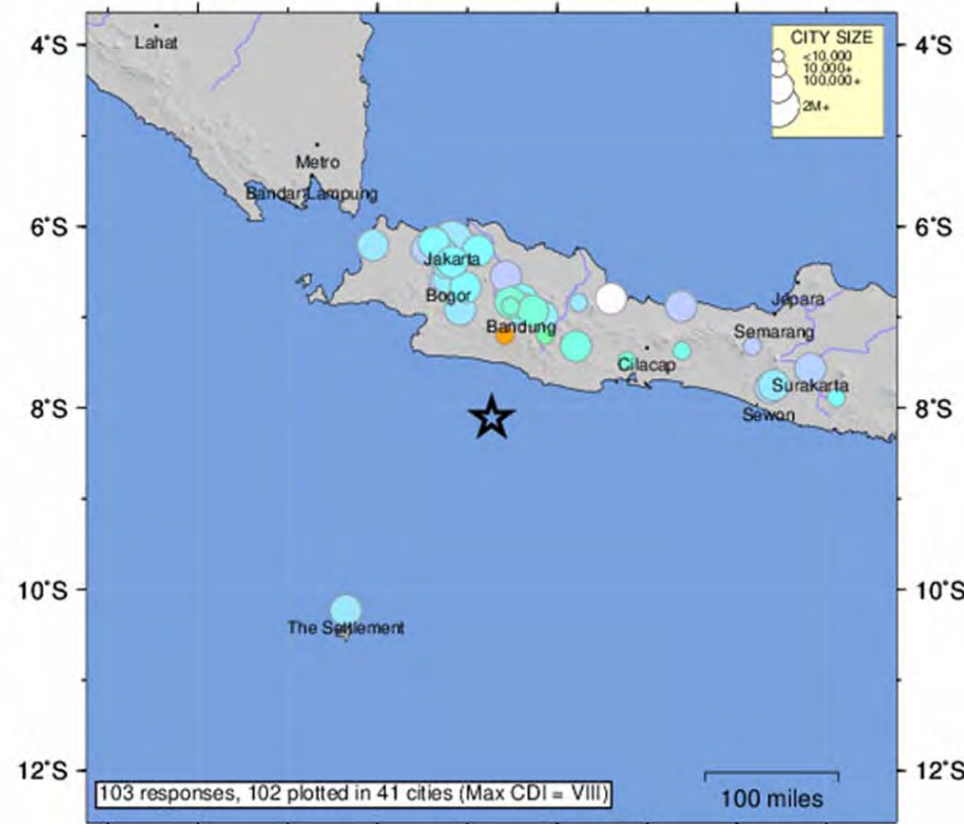 4°S
4°S
Lahat
CITY SIZE
<10,000
10,000+
100,000+
2M+
Metro
Bandar Lampung
6°S
6°S
Jakarta
Bogor
Jepara
Bandung
Semarang
Cilacap
Surakarta
8°S
8°S
Sewon
10°S
10°S
The Settlement
12°S
12°S
103 responses, 102 plotted in 41 cities (Max CDI = VIII)
100 miles